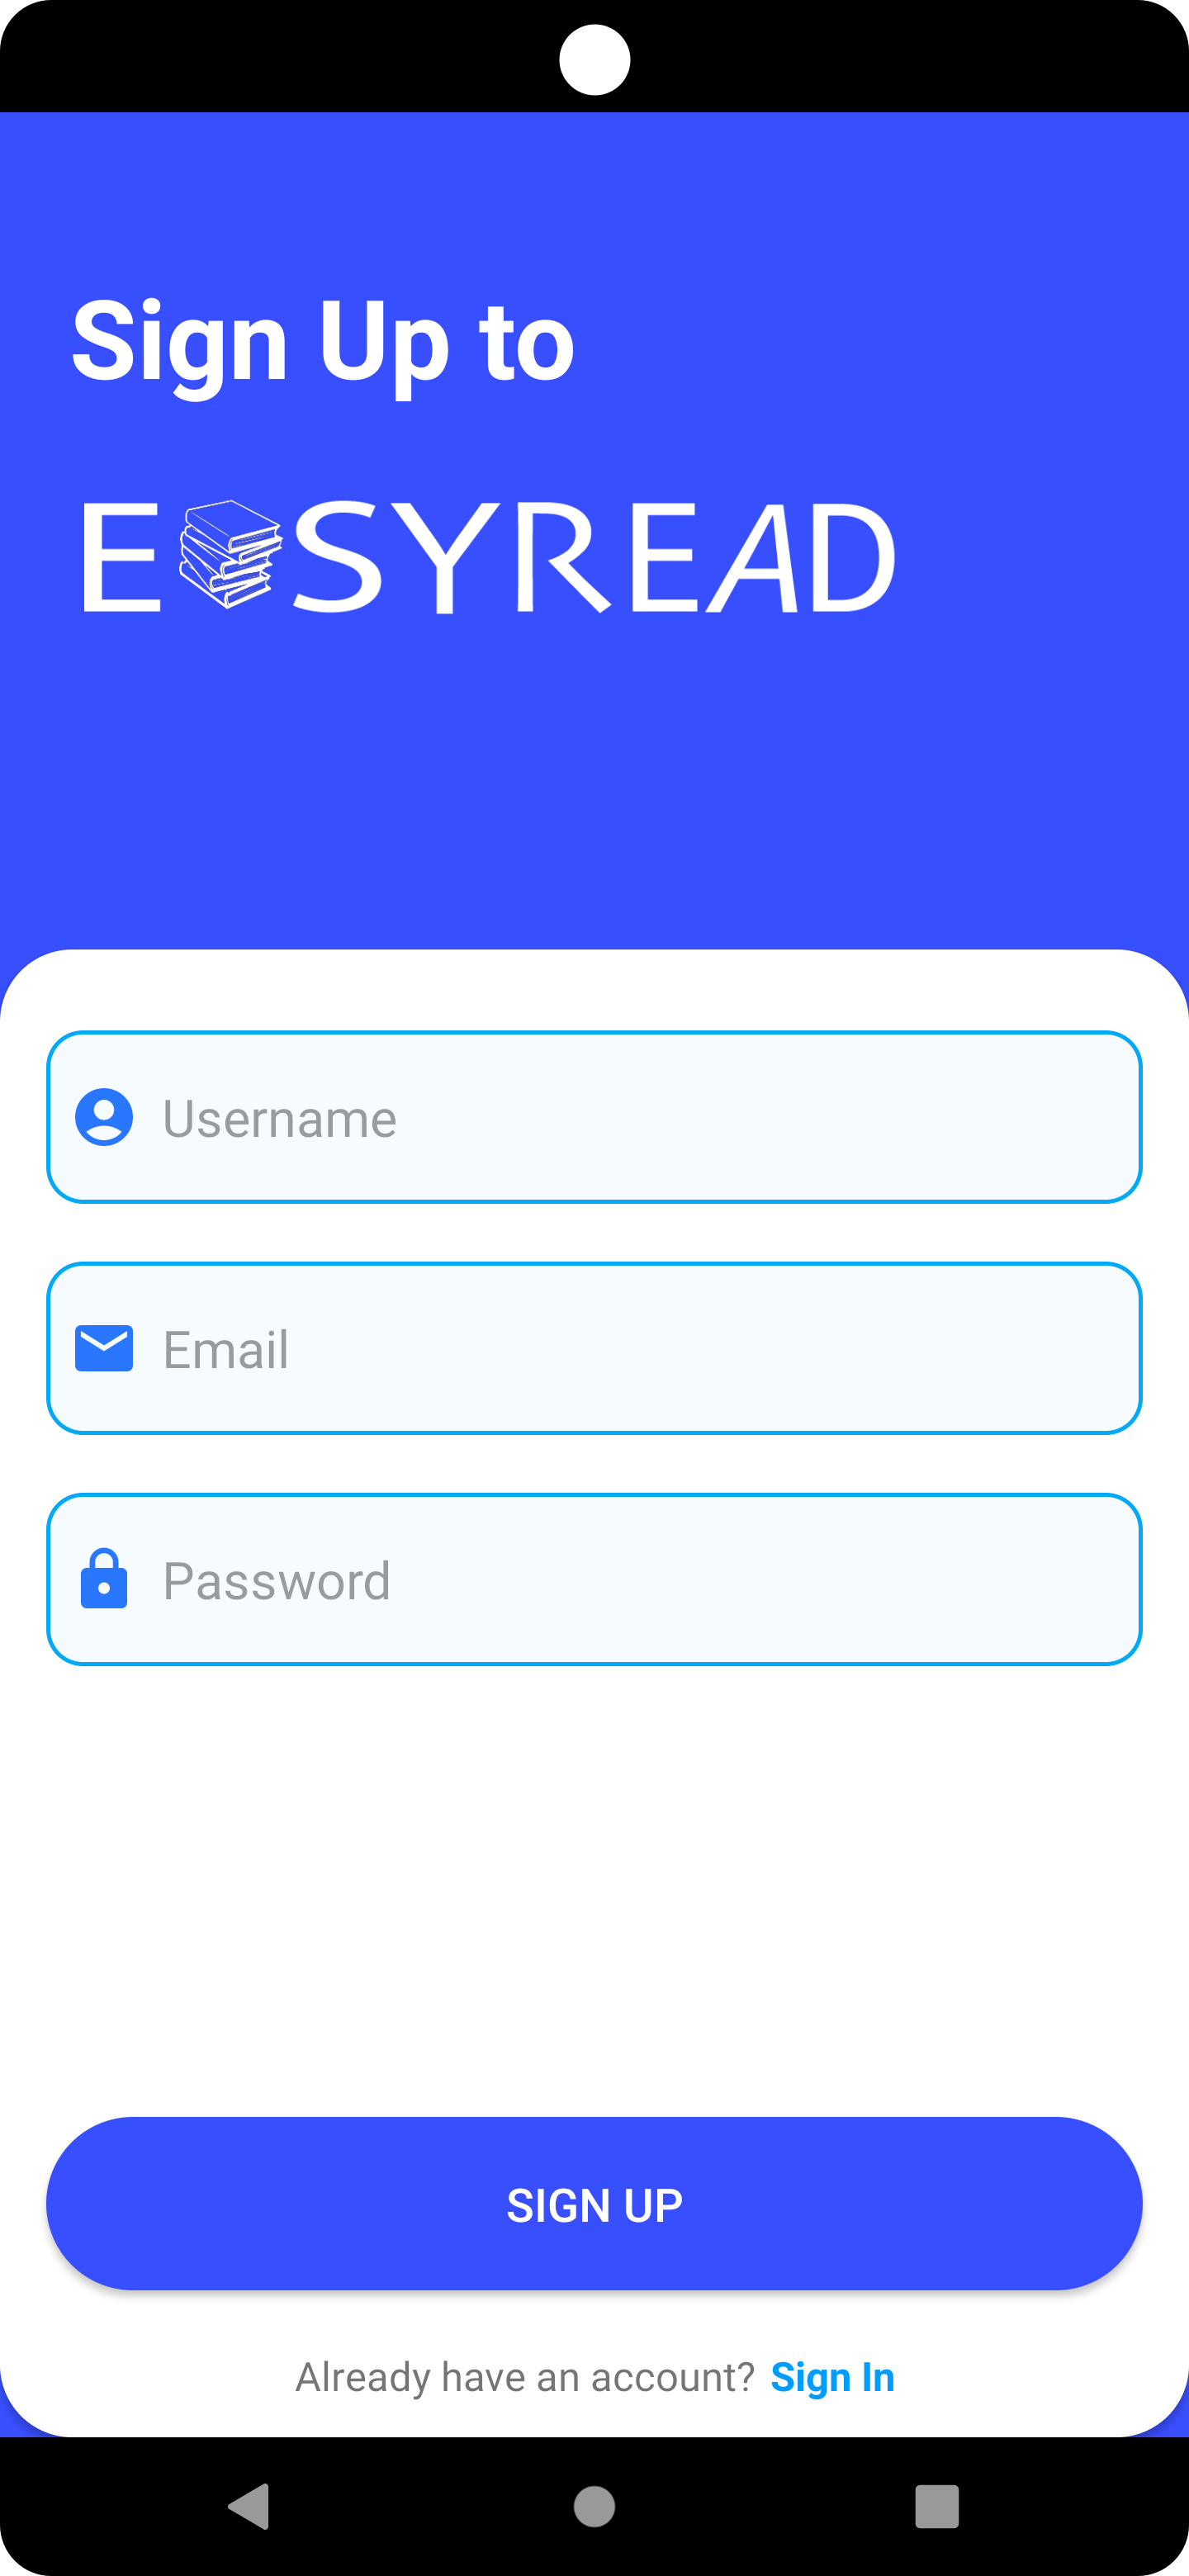 Sign Up to
E SYREAD
Username
Email
Password
SIGN UP
Already have an account? Sign In